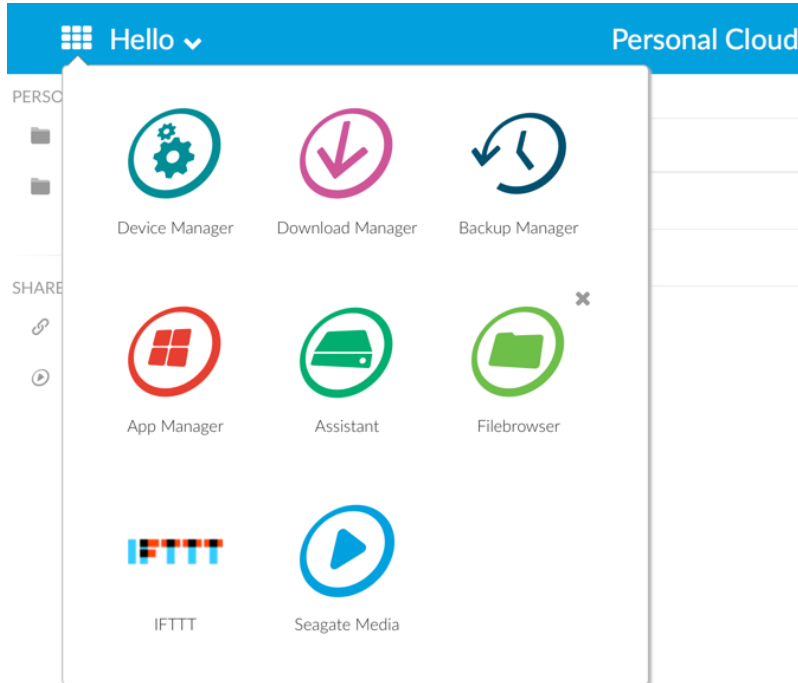 Hello
Personal Cloud
PERSO
Device Manager
Download Manager
Backup Manager
SHARE
App Manager
Assistant
Filebrowser
IFTTT
IFTTT
Seagate Media